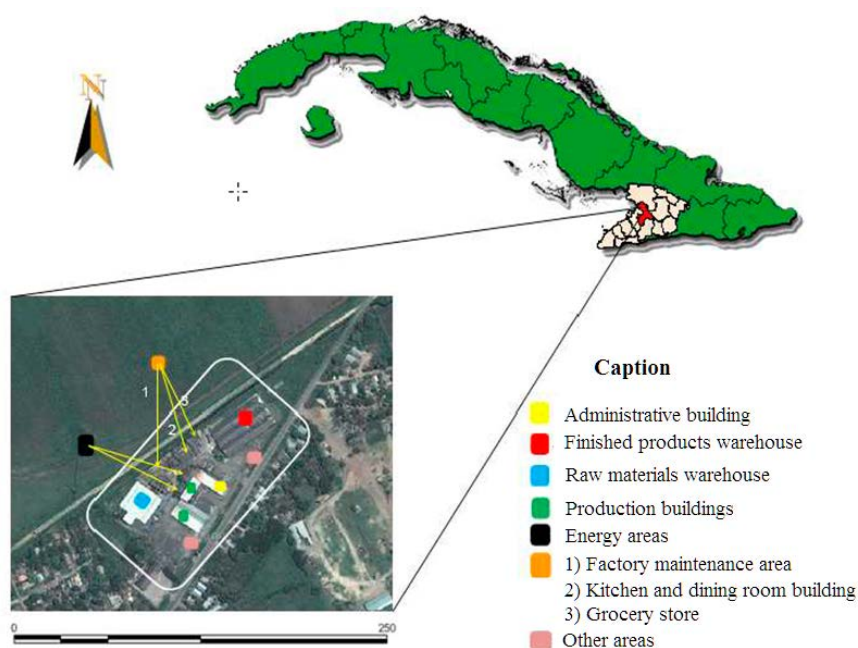 N
1
3
2
Caption
Administrative building
Finished products warehouse
Raw materials warehouse
Production buildings
Energy areas
1) Factory maintenance area
2) Kitchen and dining room building
3) Grocery store
Other areas
0
250